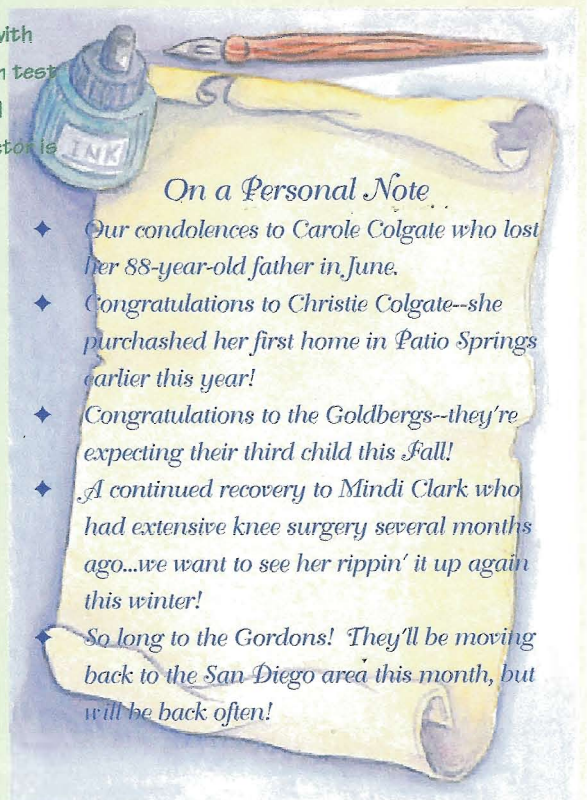 with
test
ctor is
INK
On a Personal Note
✦ Our condolences to Carole Colgate who lost
her 88-year-old father in June.
✦ Congratulations to Christie Colgate--she
purchashed her first home in Patio Springs
earlier this year!
✦ Congratulations to the Goldbergs--they're
expecting their third child this Fall!
✦ A continued recovery to Mindi Clark who
had extensive knee surgery several months
ago...we want to see her rippin' it up again
this winter!
✦ So long to the Gordons! They'll be moving
back to the San Diego area this month, but
will be back often!